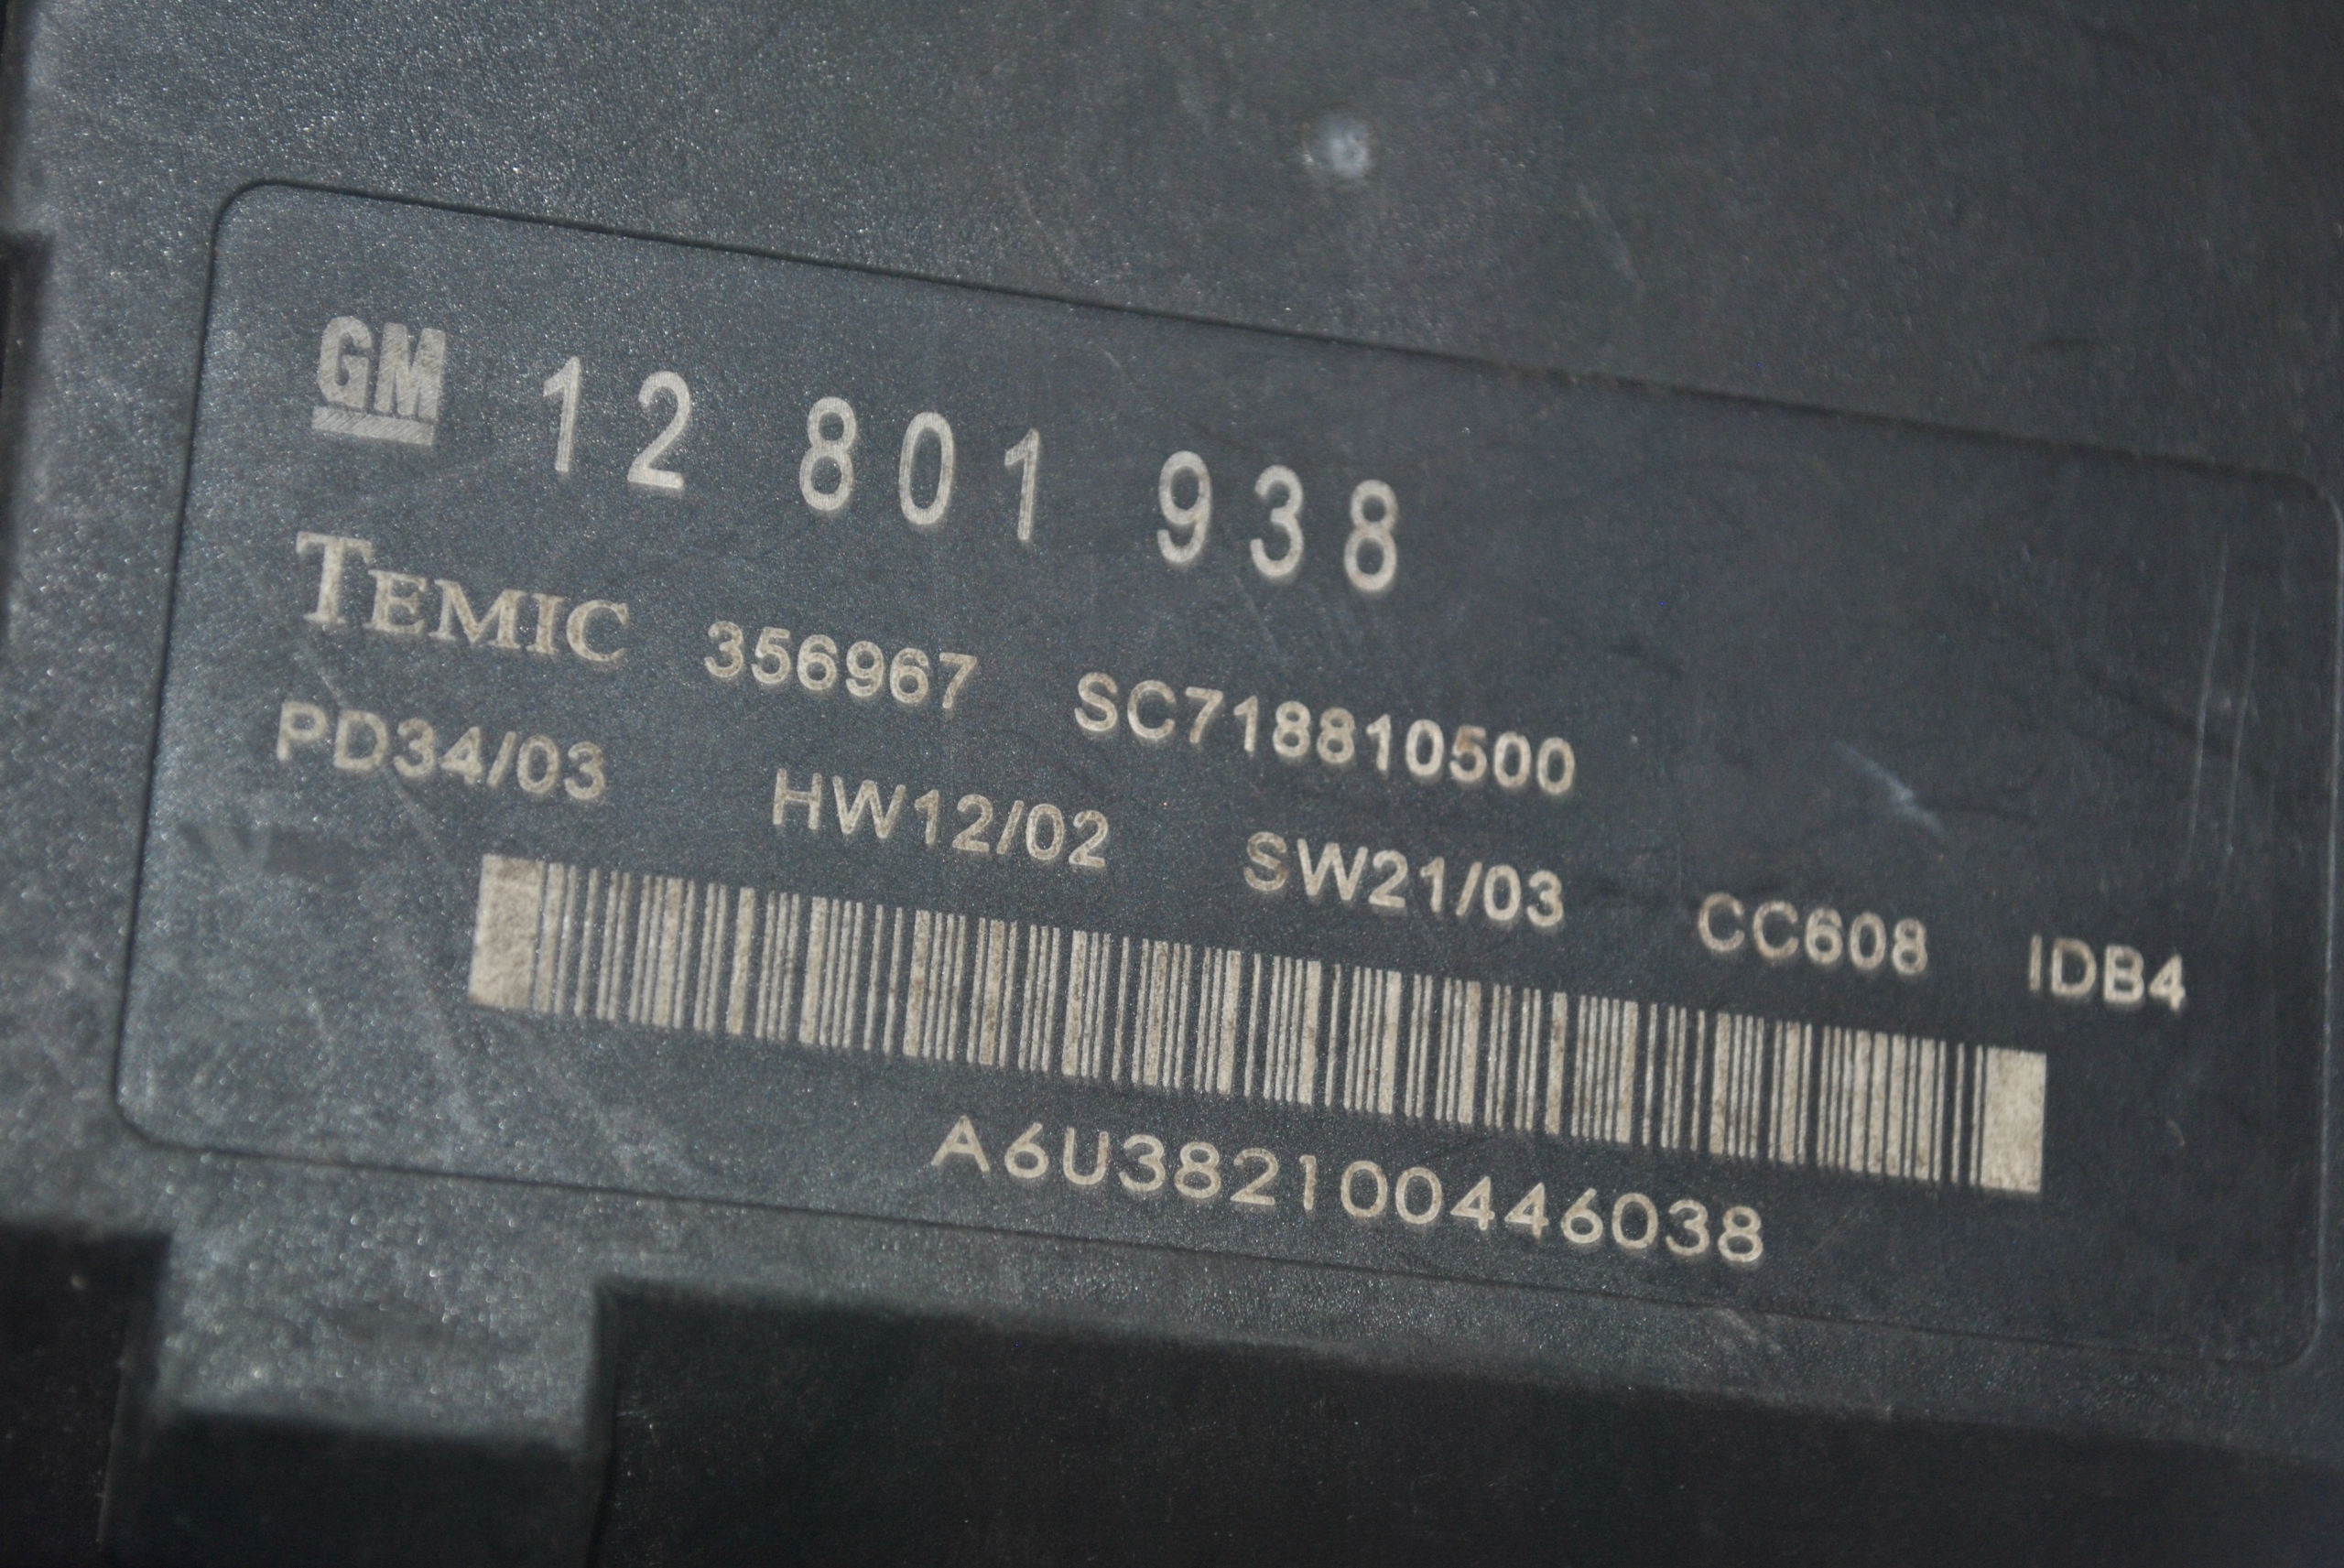 GM 12 801 938
TEMIC 356967 SC718810500
PD34/03 HW12/02 SW21/03 CC608 IDB4
A6U382100446038